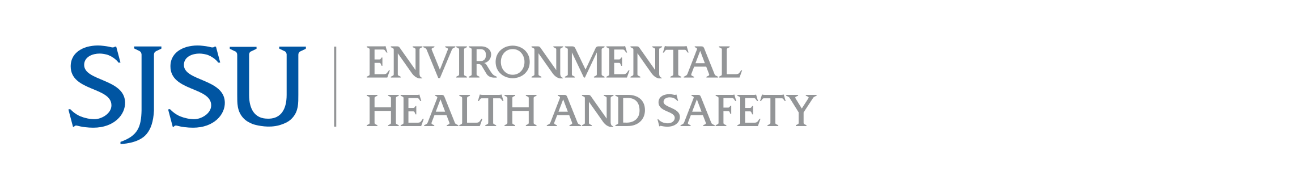 SJSU
ENVIRONMENTAL
HEALTH AND SAFETY